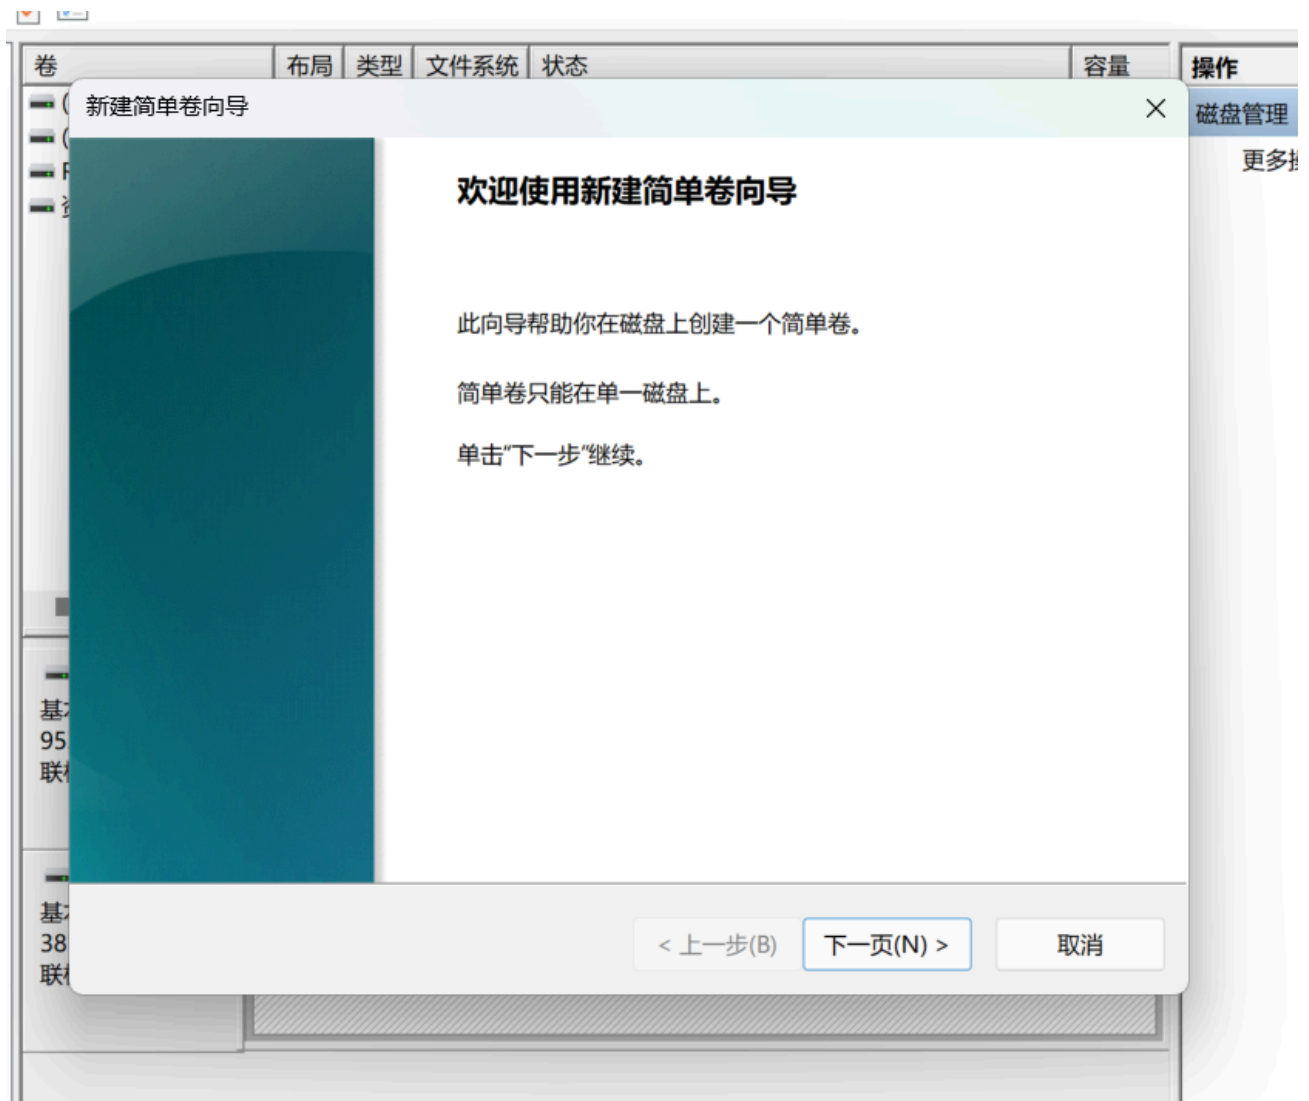 卷 布局 类型 文件系统 状态 容量 操作
新建简单卷向导
磁盘管理
更多
欢迎使用新建简单卷向导
此向导帮助你在磁盘上创建一个简单卷。
简单卷只能在单一磁盘上。
单击"下一步"继续。
95
38
< 上一步(B) 下一页(N) > 取消